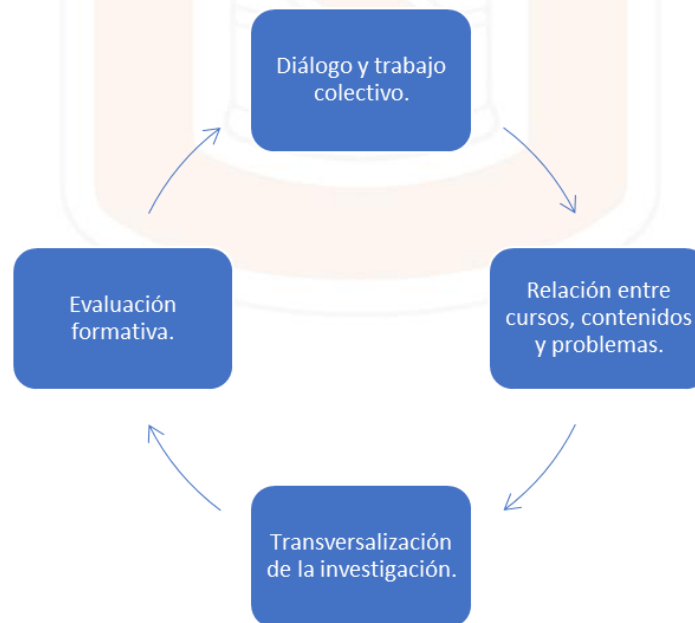 Diálogo y trabajo
colectivo.
Relación entre
cursos, contenidos
y problemas.
Transversalización
de la investigación.
Evaluación
formativa.